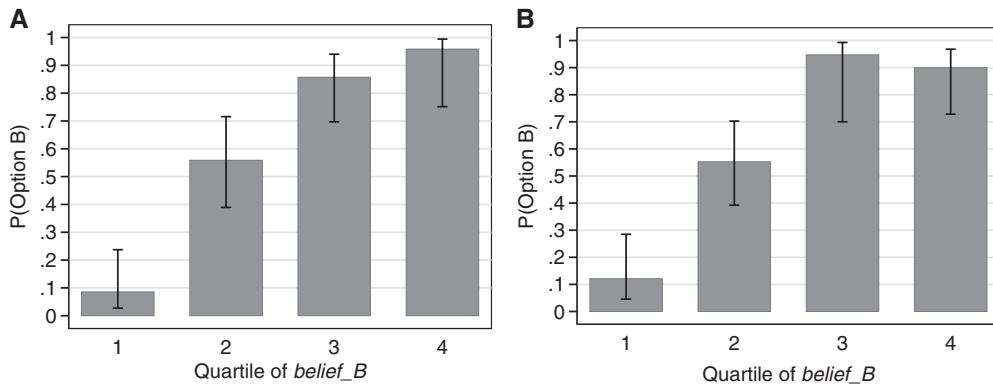 A
P(Option B)
1
.9
.8
.7
.6
.5
.4
.3
.2
.1
0
1 2 3 4
Quartile of belief_B
B
P(Option B)
1
.9
.8
.7
.6
.5
.4
.3
.2
.1
0
1 2 3 4
Quartile of belief_B